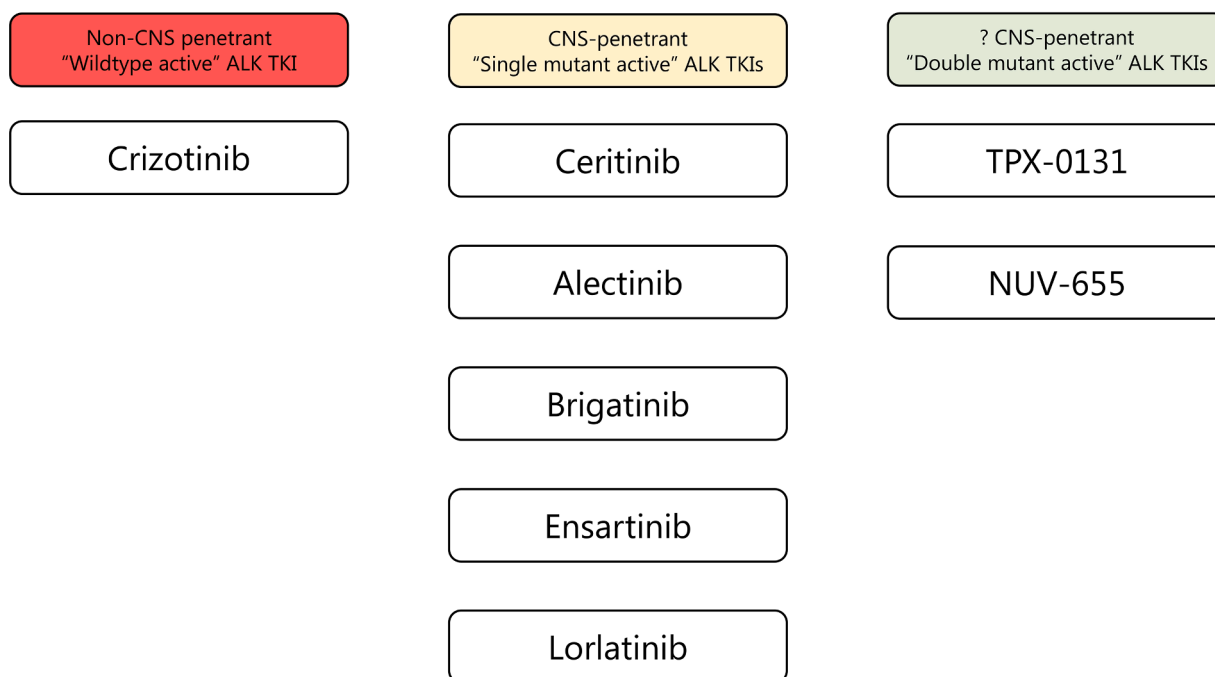 Non-CNS penetrant
"Wildtype active" ALK TKI
Crizotinib
CNS-penetrant
"Single mutant active" ALK TKIs
Ceritinib
Alectinib
Brigatinib
Ensartinib
Lorlatinib
? CNS-penetrant
"Double mutant active" ALK TKIs
TPX-0131
NUV-655